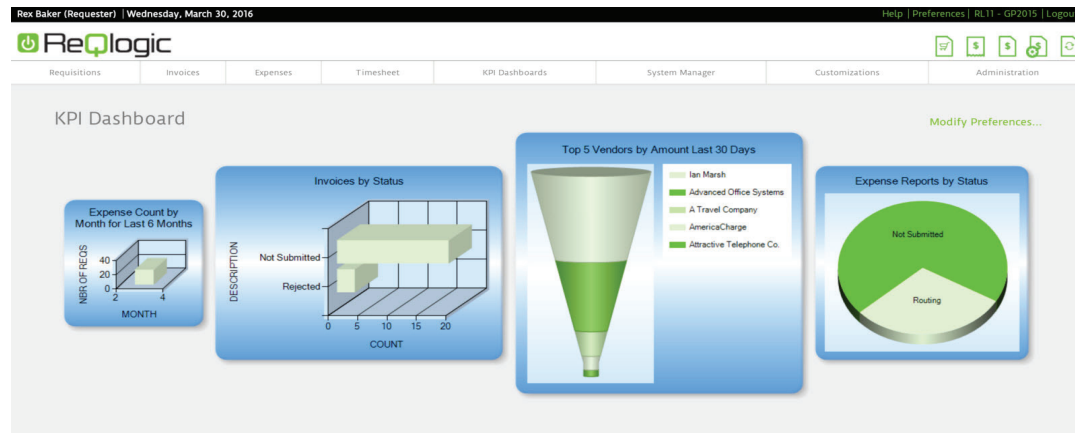 Rex Baker (Requester) | Wednesday, March 30, 2016
Help | Preferences | RL11 - GP2015 | Logou
ReQlogic
Requisitions Invoices Expenses Timesheet KPI Dashboards System Manager Customizations Administration
KPI Dashboard
Modify Preferences...
Expense Count by
Month for Last 6 Months
NBR OF REQS
40
20
0
2 4
MONTH
Invoices by Status
DESCRIPTION
Not Submitted
Rejected
0 5 10 15 20
COUNT
Top 5 Vendors by Amount Last 30 Days
Ian Marsh
Advanced Office Systems
A Travel Company
AmericaCharge
Attractive Telephone Co.
Expense Reports by Status
Not Submitted
Routing